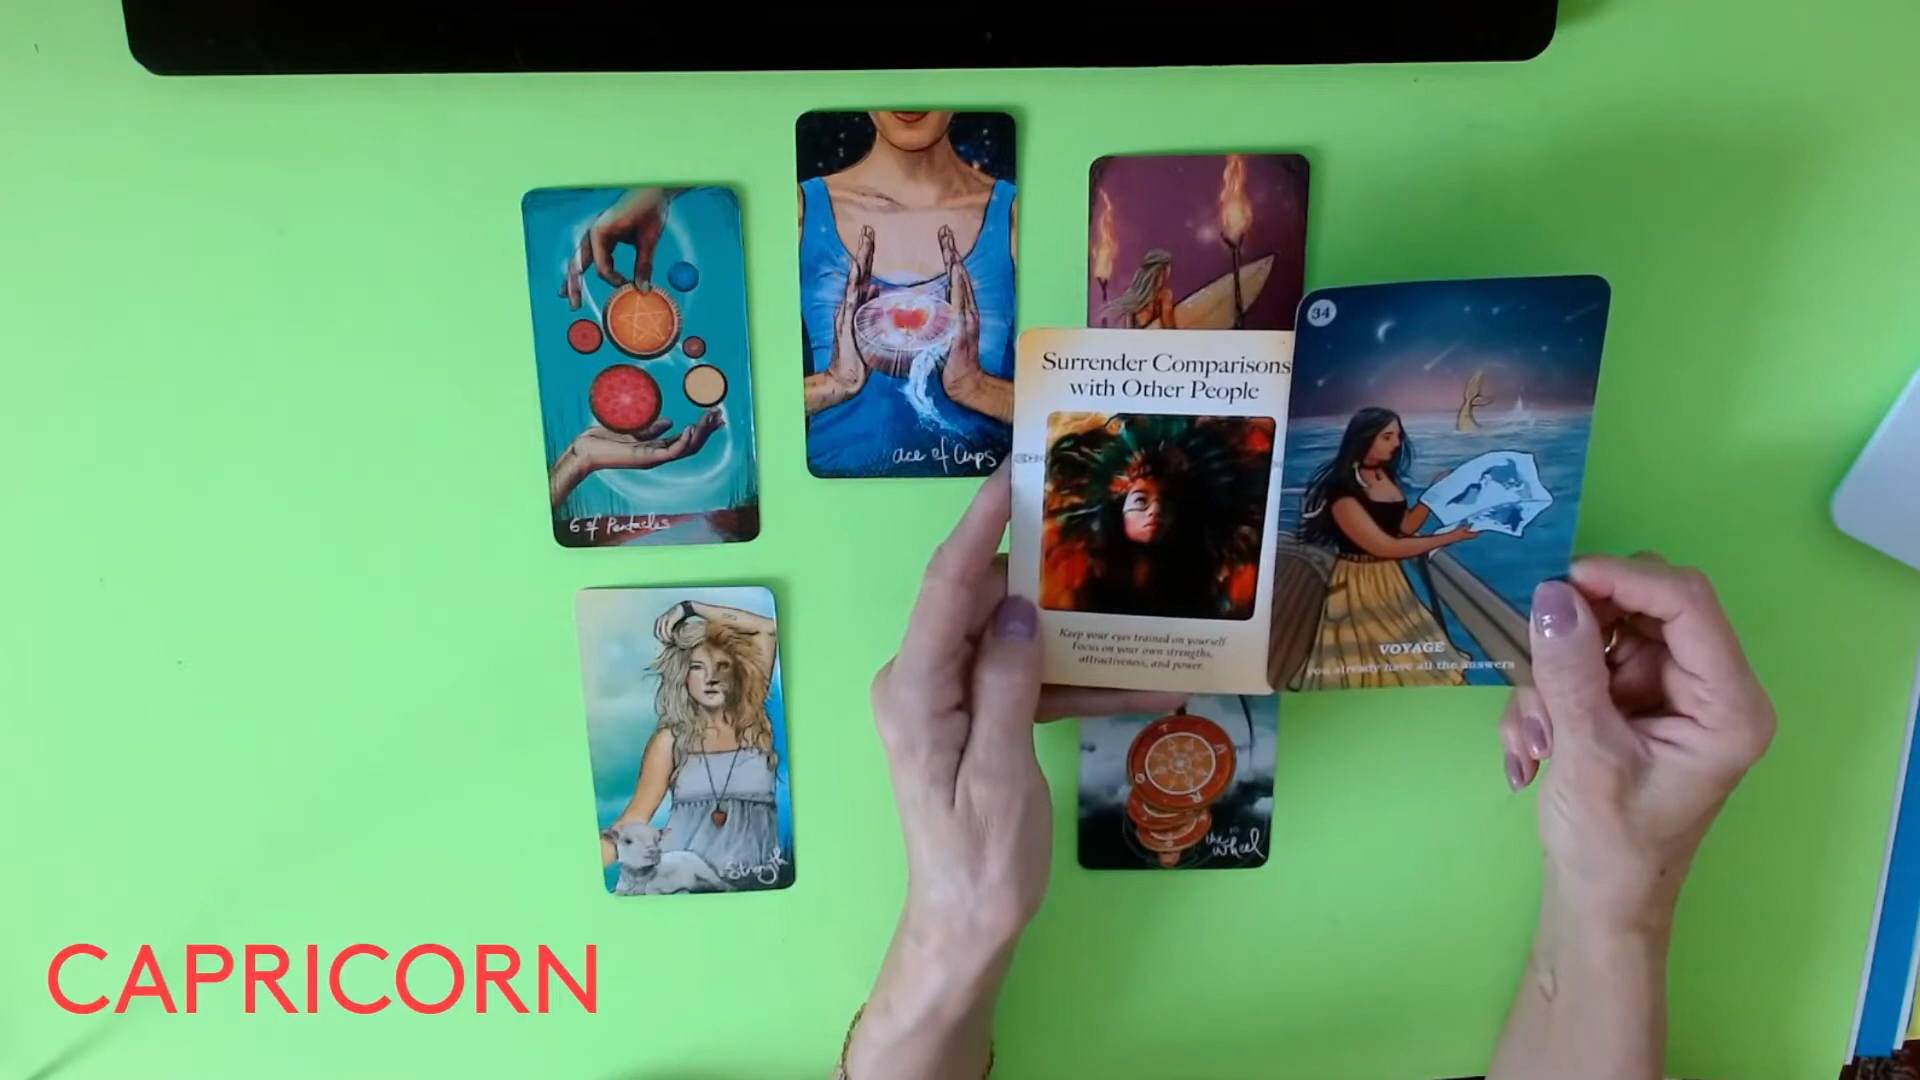 ace of Cups
34
Surrender Comparisons
with Other People
6 of Pentacles
Keep your eyes trained on yourself.
Focus on your own strengths,
attractiveness, and power.
VOYAGE
you already have all the answers
T
A
R
O
10
the wheel
Strength
CAPRICORN